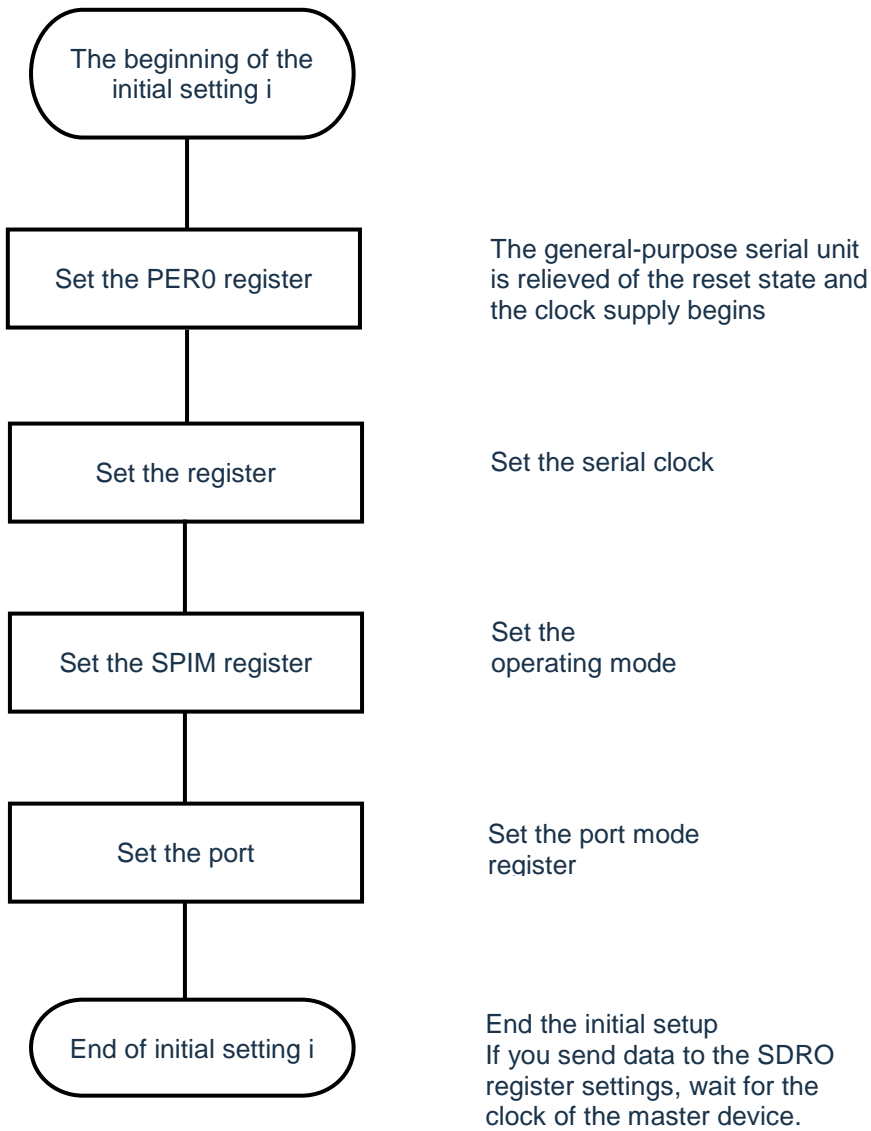 The beginning of the
initial setting i
Set the PER0 register
The general-purpose serial unit
is relieved of the reset state and
the clock supply begins
Set the register
Set the serial clock
Set the SPIM register
Set the
operating mode
Set the port
Set the port mode
register
End of initial setting i
End the initial setup
If you send data to the SDRO
register settings, wait for the
clock of the master device.